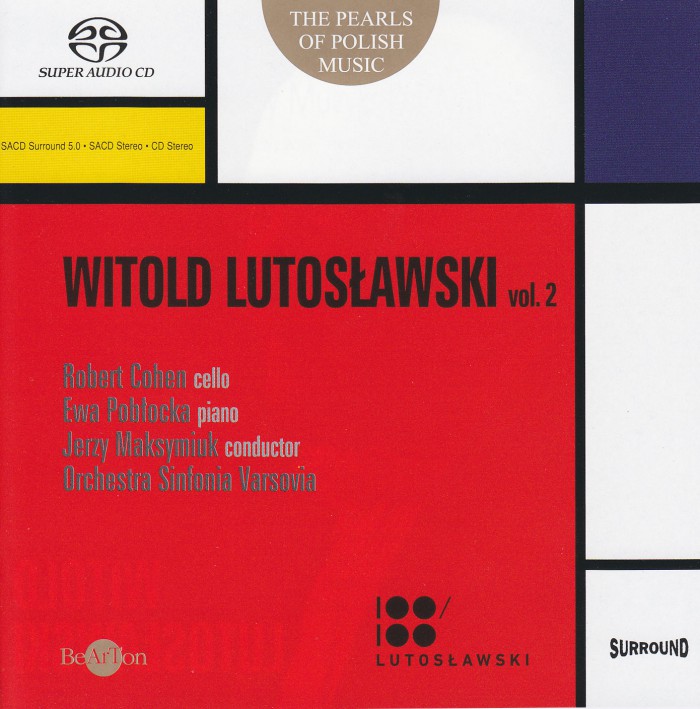 SUPER AUDIO CD
THE PEARLS
OF POLISH
MUSIC
SACD Surround 5.0 • SACD Stereo • CD Stereo
WITOLD LUTOSŁAWSKI vol. 2
Robert Cohen cello
Ewa Pobłocka piano
Jerzy Maksymiuk conductor
Orchestra Sinfonia Varsovia
100/
100
LUTOSŁAWSKI
BeArTon
SURROUND